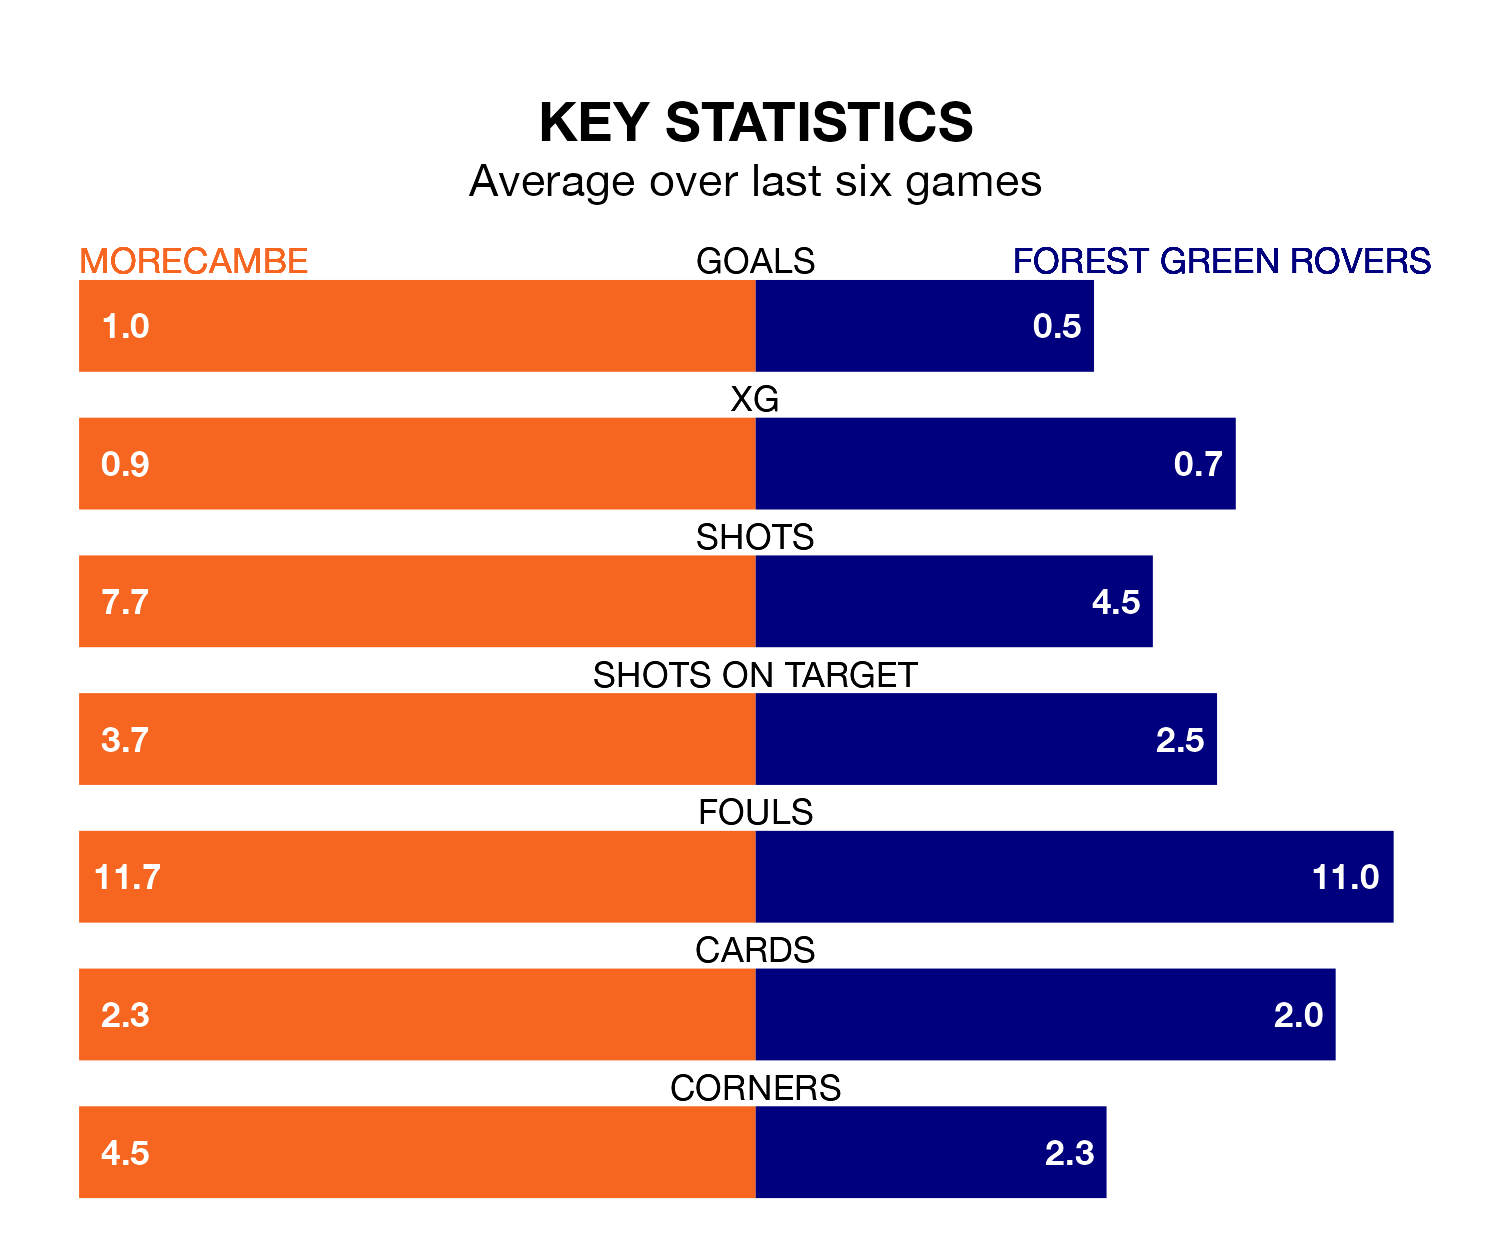 KEY STATISTICS
Average over last six games
MORECAMBE GOALS FOREST GREEN ROVERS
1.0 0.5
XG
0.9 0.7
SHOTS
7.7 4.5
SHOTS ON TARGET
3.7 2.5
FOULS
11.7 11.0
CARDS
2.3 2.0
CORNERS
4.5 2.3